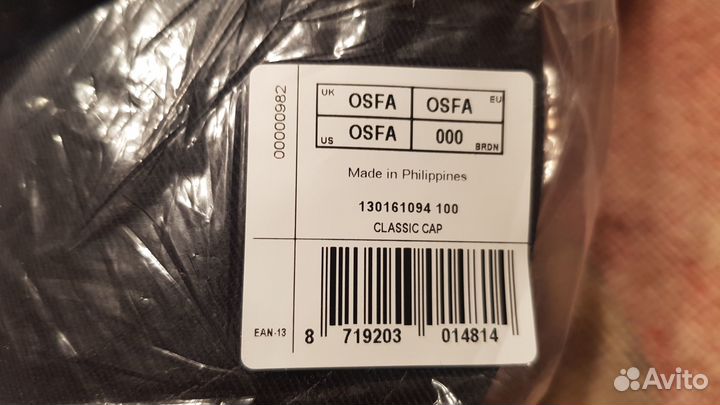 00000982
UK OSFA OSFA EU
US OSFA 000 BRDN
Made in Philippines
130161094 100
CLASSIC CAP
EAN-13 8 719203 014814
Avito